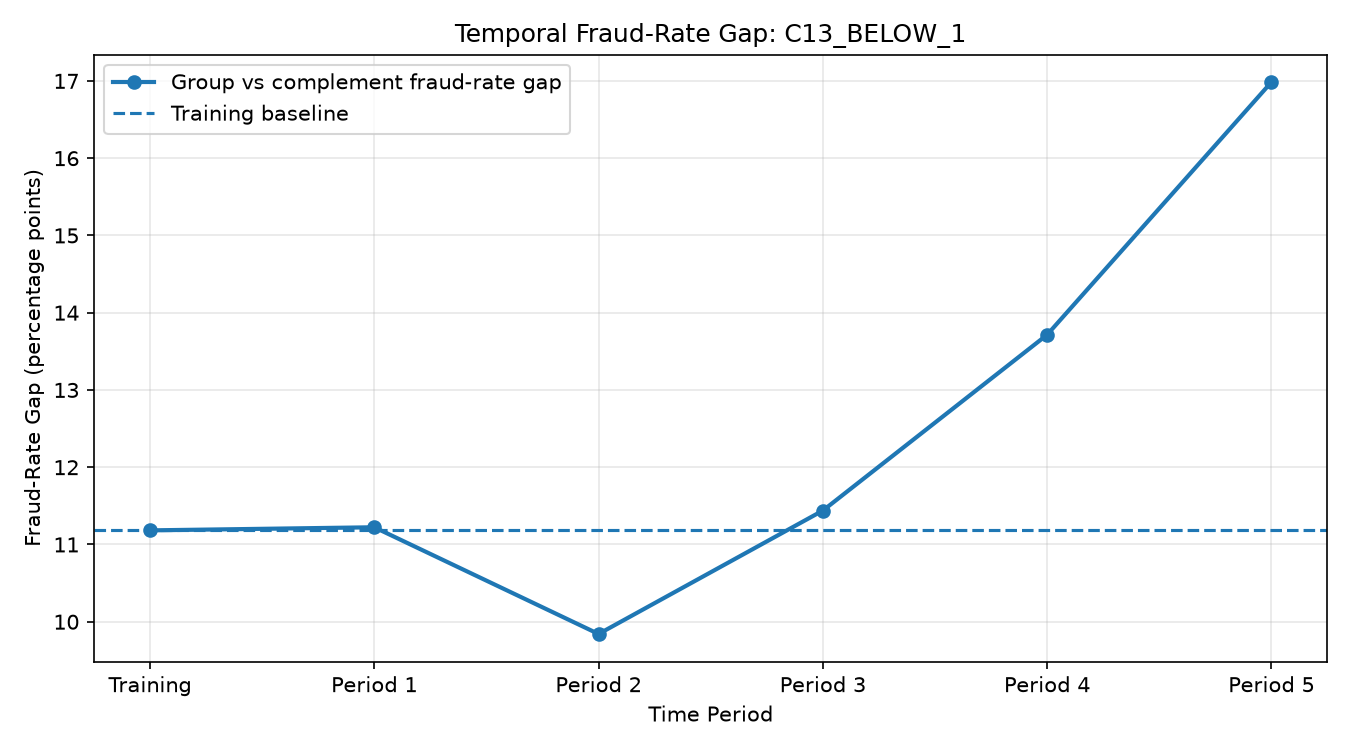 Temporal Fraud-Rate Gap: C13_BELOW_1
Group vs complement fraud-rate gap
Training baseline
Fraud-Rate Gap (percentage points)
17
16
15
14
13
12
11
10
Training Period 1 Period 2 Period 3 Period 4 Period 5
Time Period